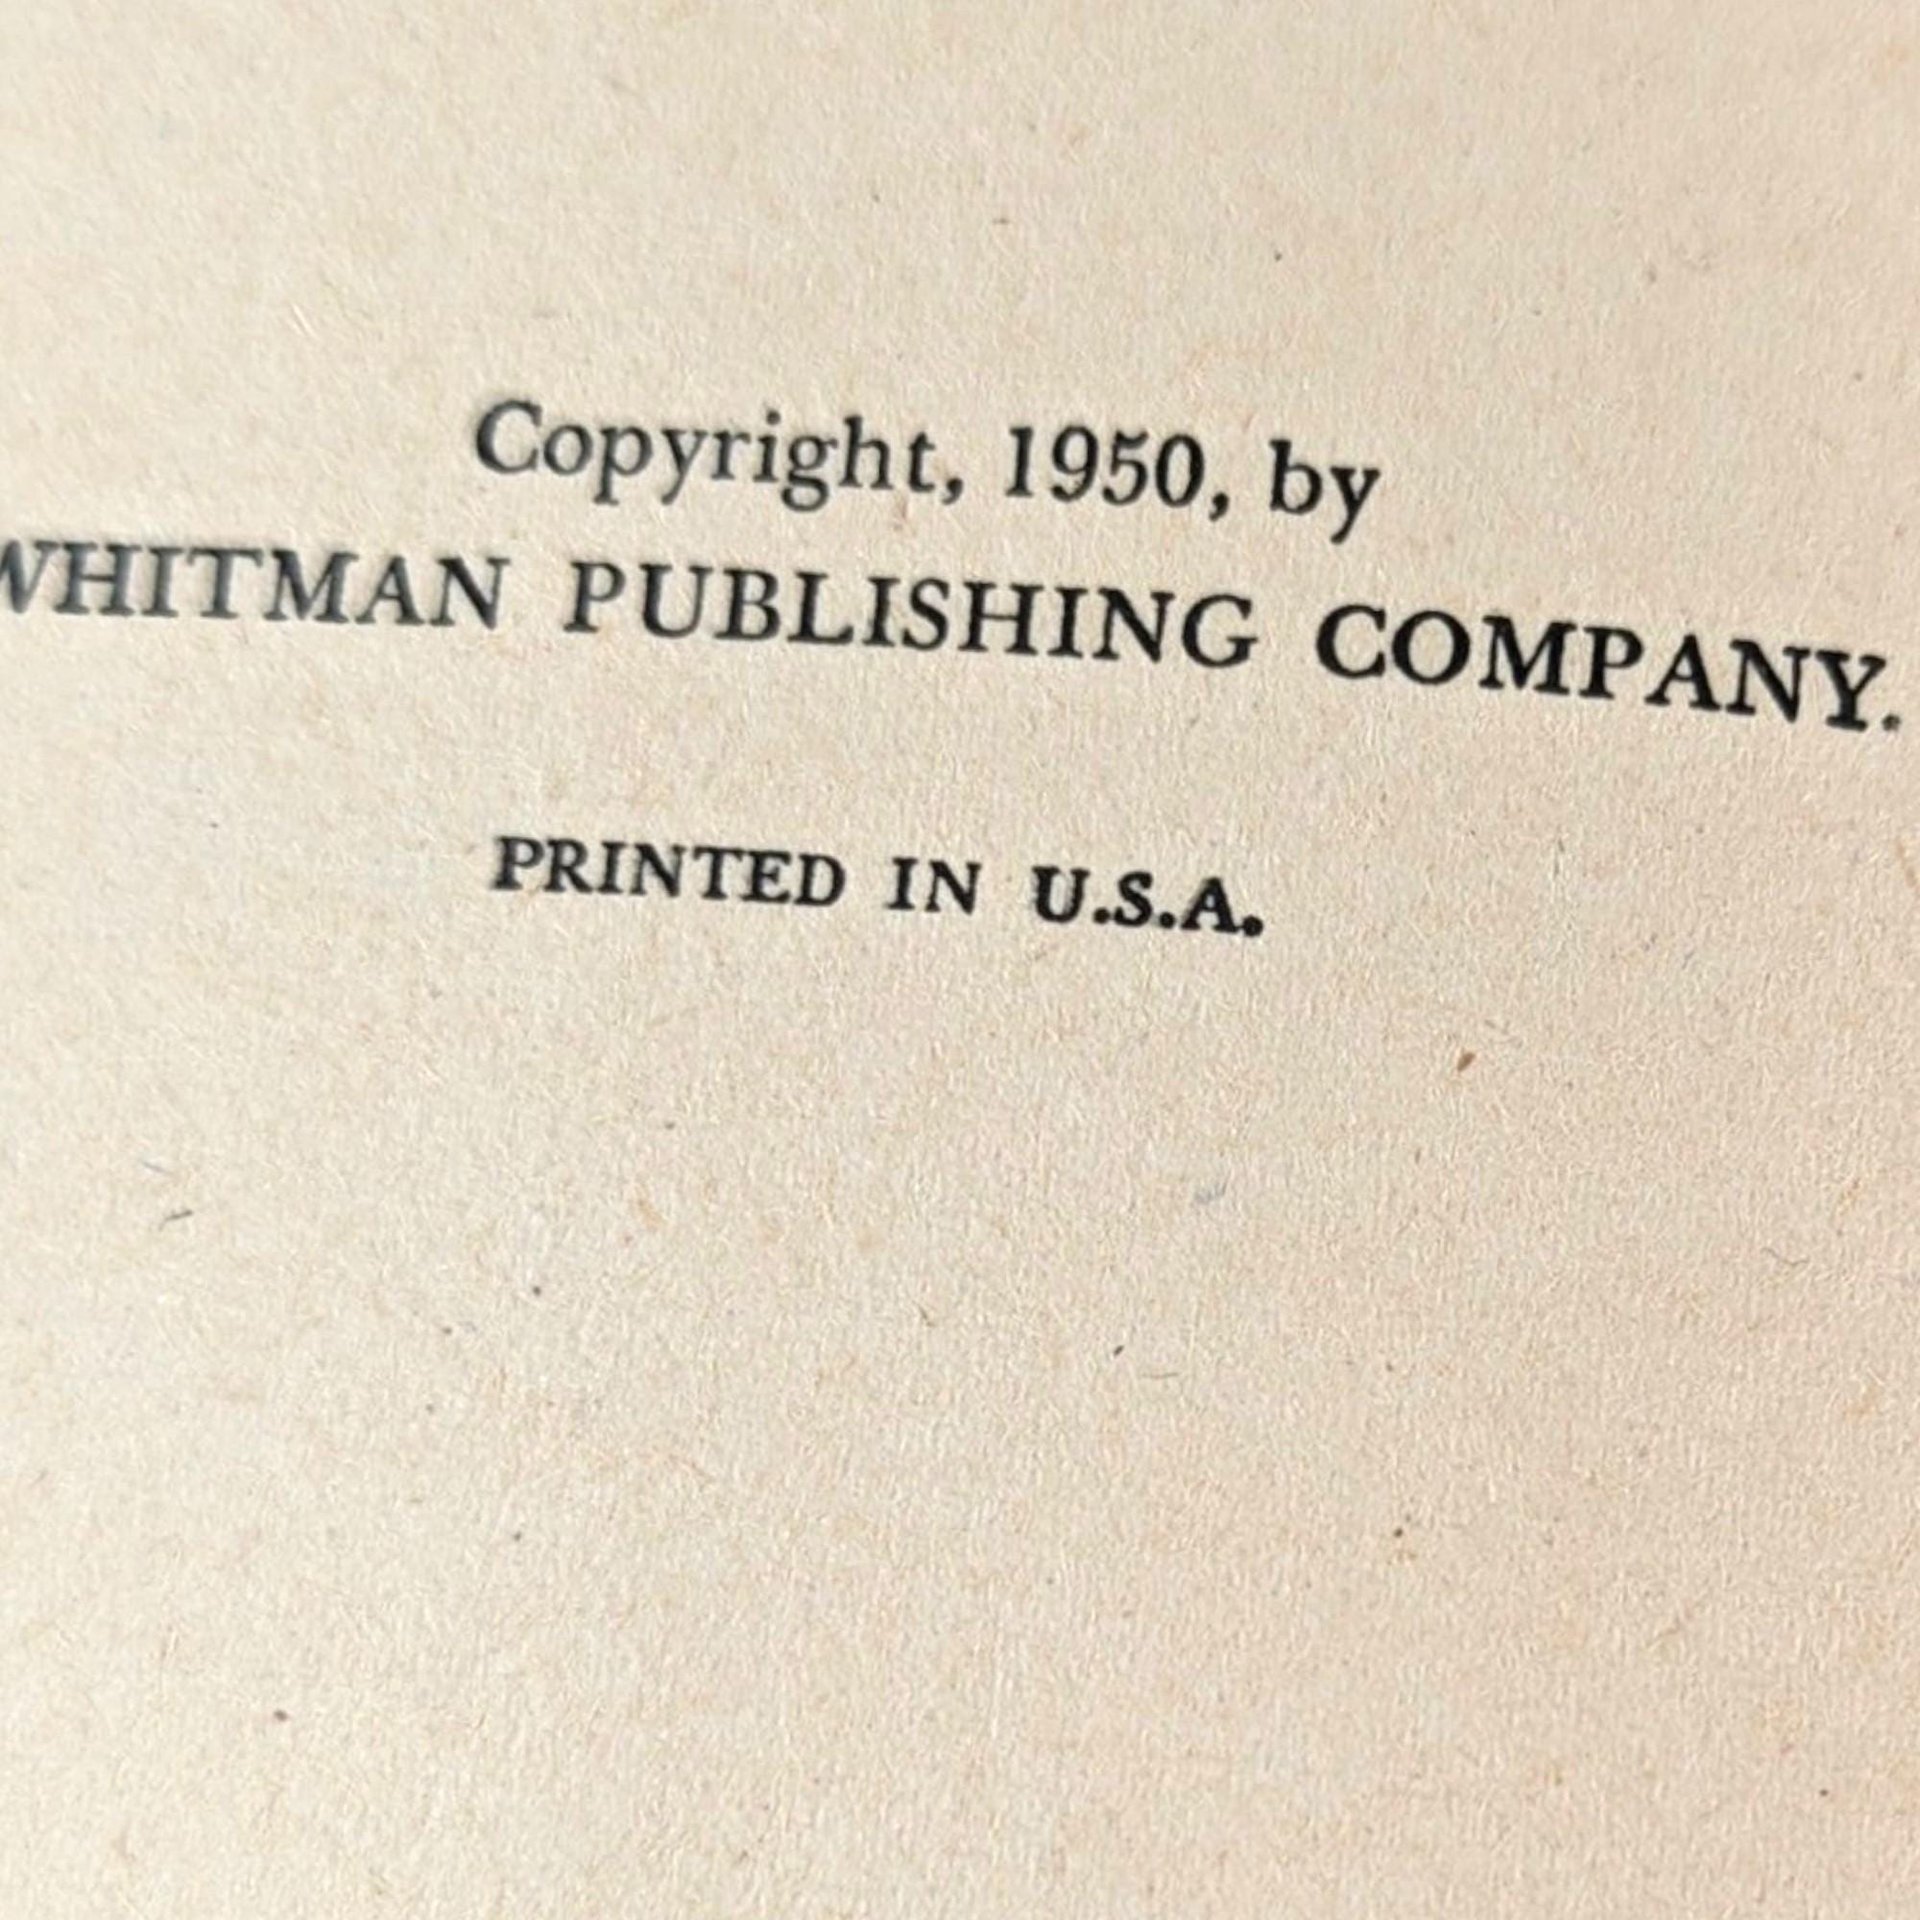 Copyright, 1950, by
WHITMAN PUBLISHING COMPANY.
PRINTED IN U.S.A.